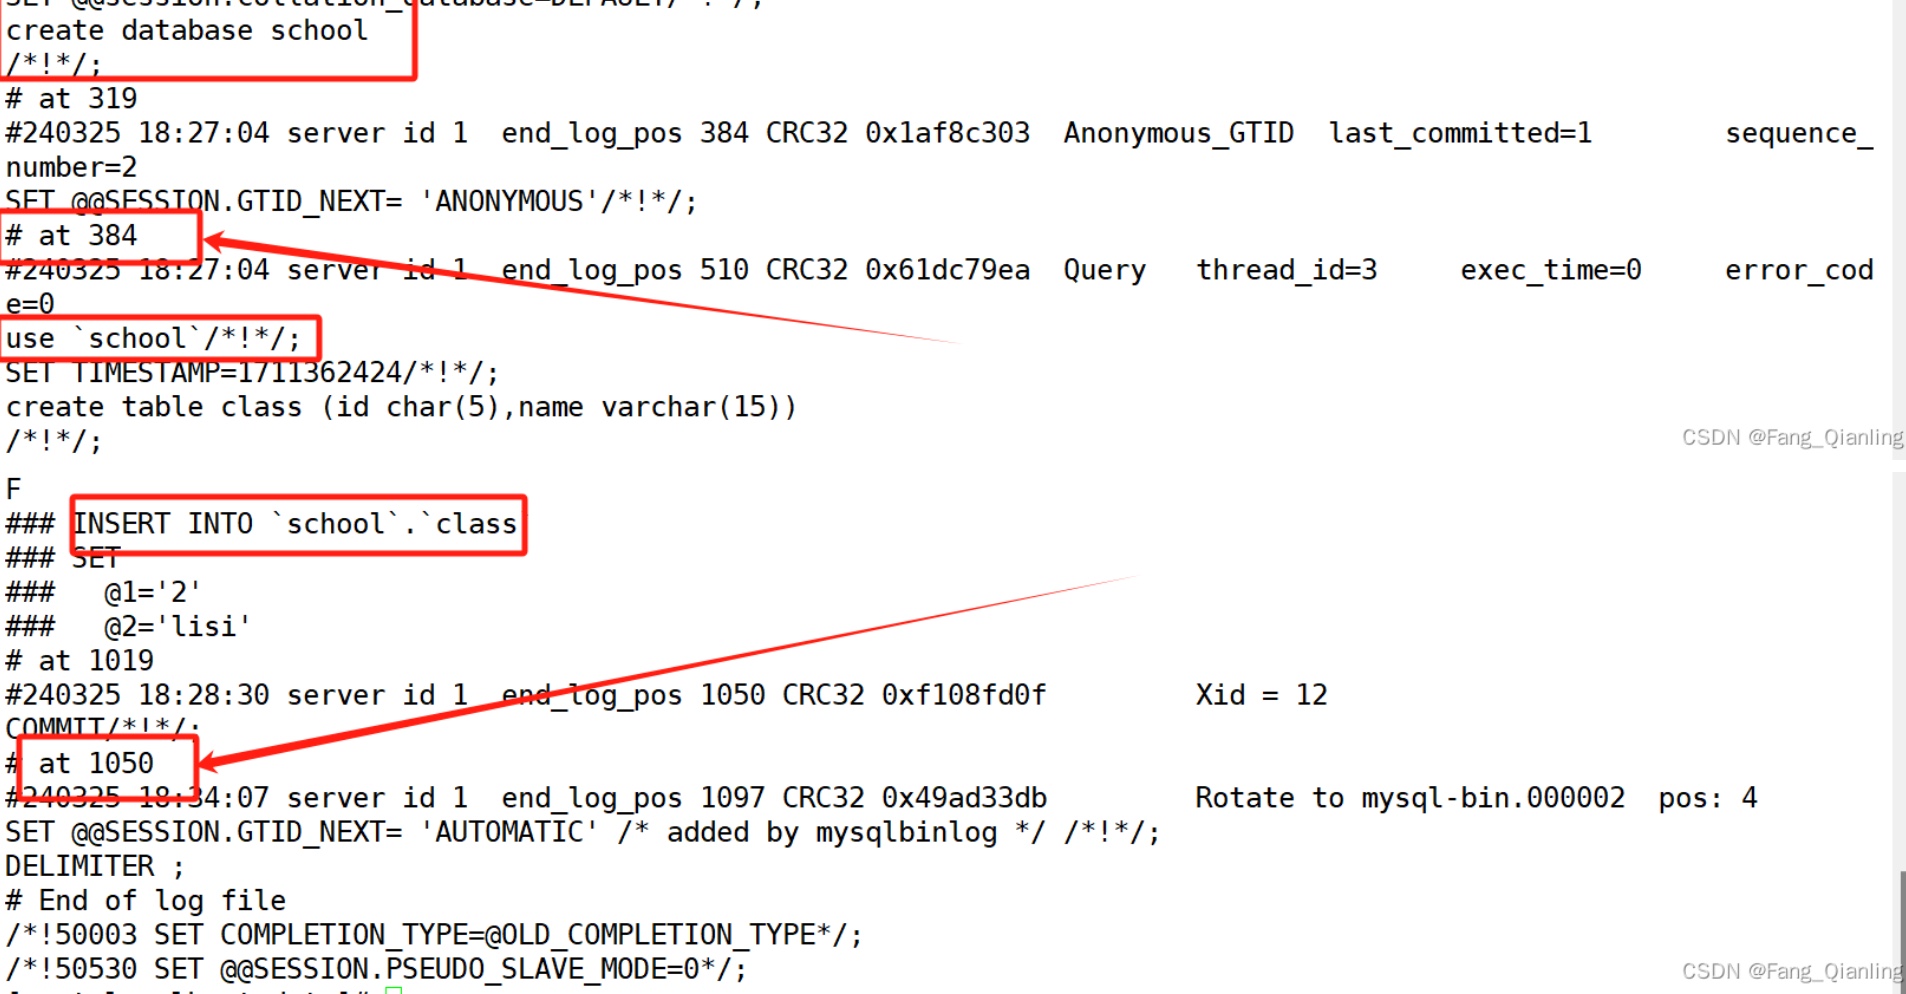 SET @@session.collation_database=DEFAULT/*!*/;
create database school
/*!*/;
# at 319
#240325 18:27:04 server id 1  end_log_pos 384 CRC32 0x1af8c303  Anonymous_GTID  last_committed=1        sequence_
number=2
SET @@SESSION.GTID_NEXT= 'ANONYMOUS'/*!*/;
# at 384
#240325 18:27:04 server id 1  end_log_pos 510 CRC32 0x61dc79ea  Query   thread_id=3     exec_time=0     error_cod
e=0
use `school`/*!*/;
SET TIMESTAMP=1711362424/*!*/;
create table class (id char(5),name varchar(15))
/*!*/;
CSDN @Fang_Qianling
F
### INSERT INTO `school`.`class
### SET
###   @1='2'
###   @2='lisi'
# at 1019
#240325 18:28:30 server id 1  end_log_pos 1050 CRC32 0xf108fd0f         Xid = 12
COMMIT/*!*/;
# at 1050
#240325 18:34:07 server id 1  end_log_pos 1097 CRC32 0x49ad33db         Rotate to mysql-bin.000002  pos: 4
SET @@SESSION.GTID_NEXT= 'AUTOMATIC' /* added by mysqlbinlog */ /*!*/;
DELIMITER ;
# End of log file
/*!50003 SET COMPLETION_TYPE=@OLD_COMPLETION_TYPE*/;
/*!50530 SET @@SESSION.PSEUDO_SLAVE_MODE=0*/;
CSDN @Fang_Qianling